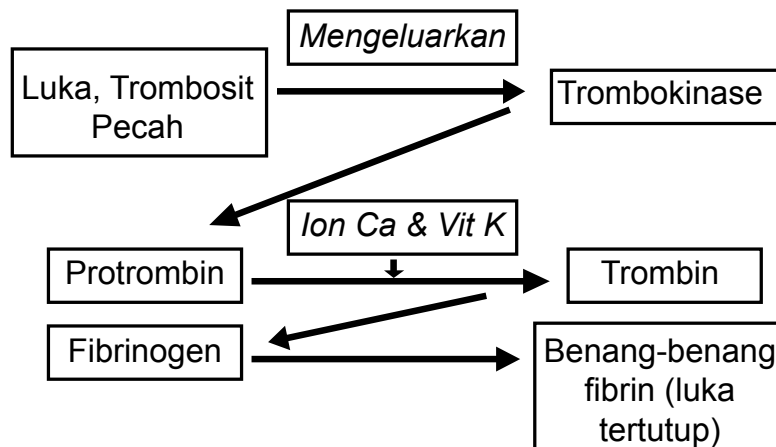 Mengeluarkan
Luka, Trombosit
Pecah
Trombokinase
Ion Ca & Vit K
Protrombin
Trombin
Fibrinogen
Benang-benang
fibrin (luka
tertutup)